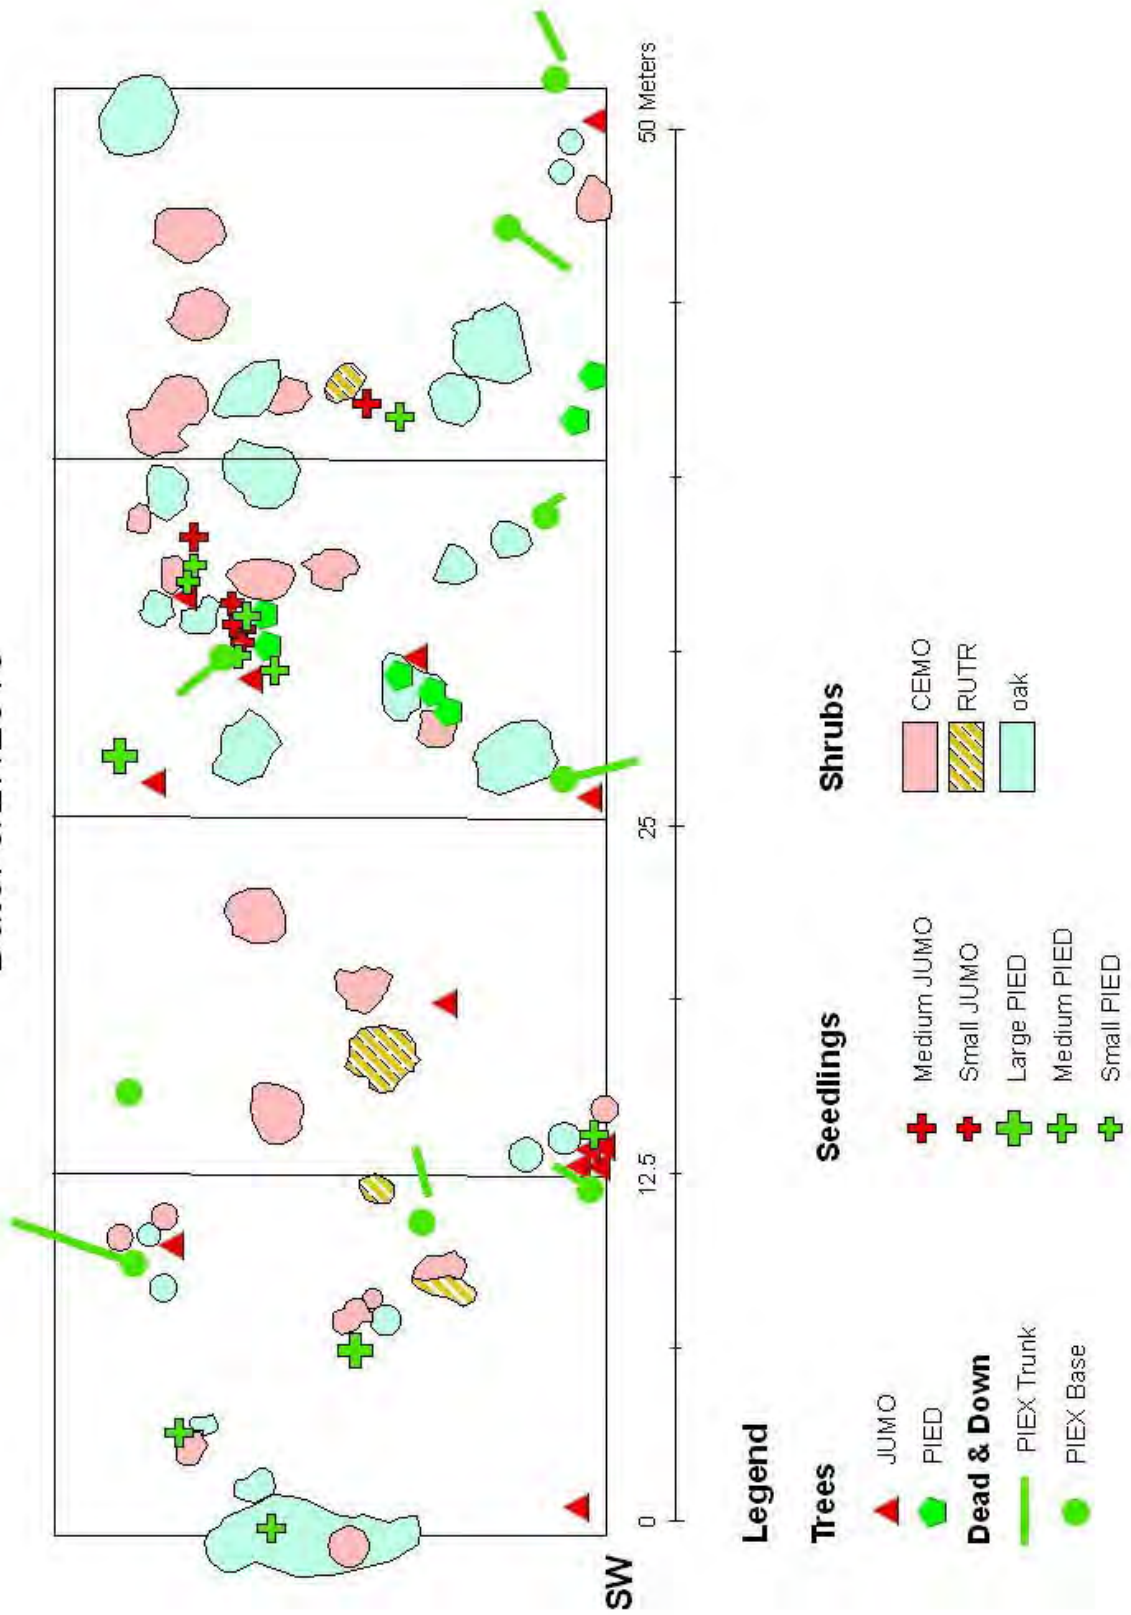 SW
0 12.5 25 50 Meters
Legend
Trees
JUMO
PIED
Dead & Down
PIEX Trunk
PIEX Base
Seedlings
Medium JUMO
Small JUMO
Large PIED
Medium PIED
Small PIED
Shrubs
CEMO
RUTR
oak